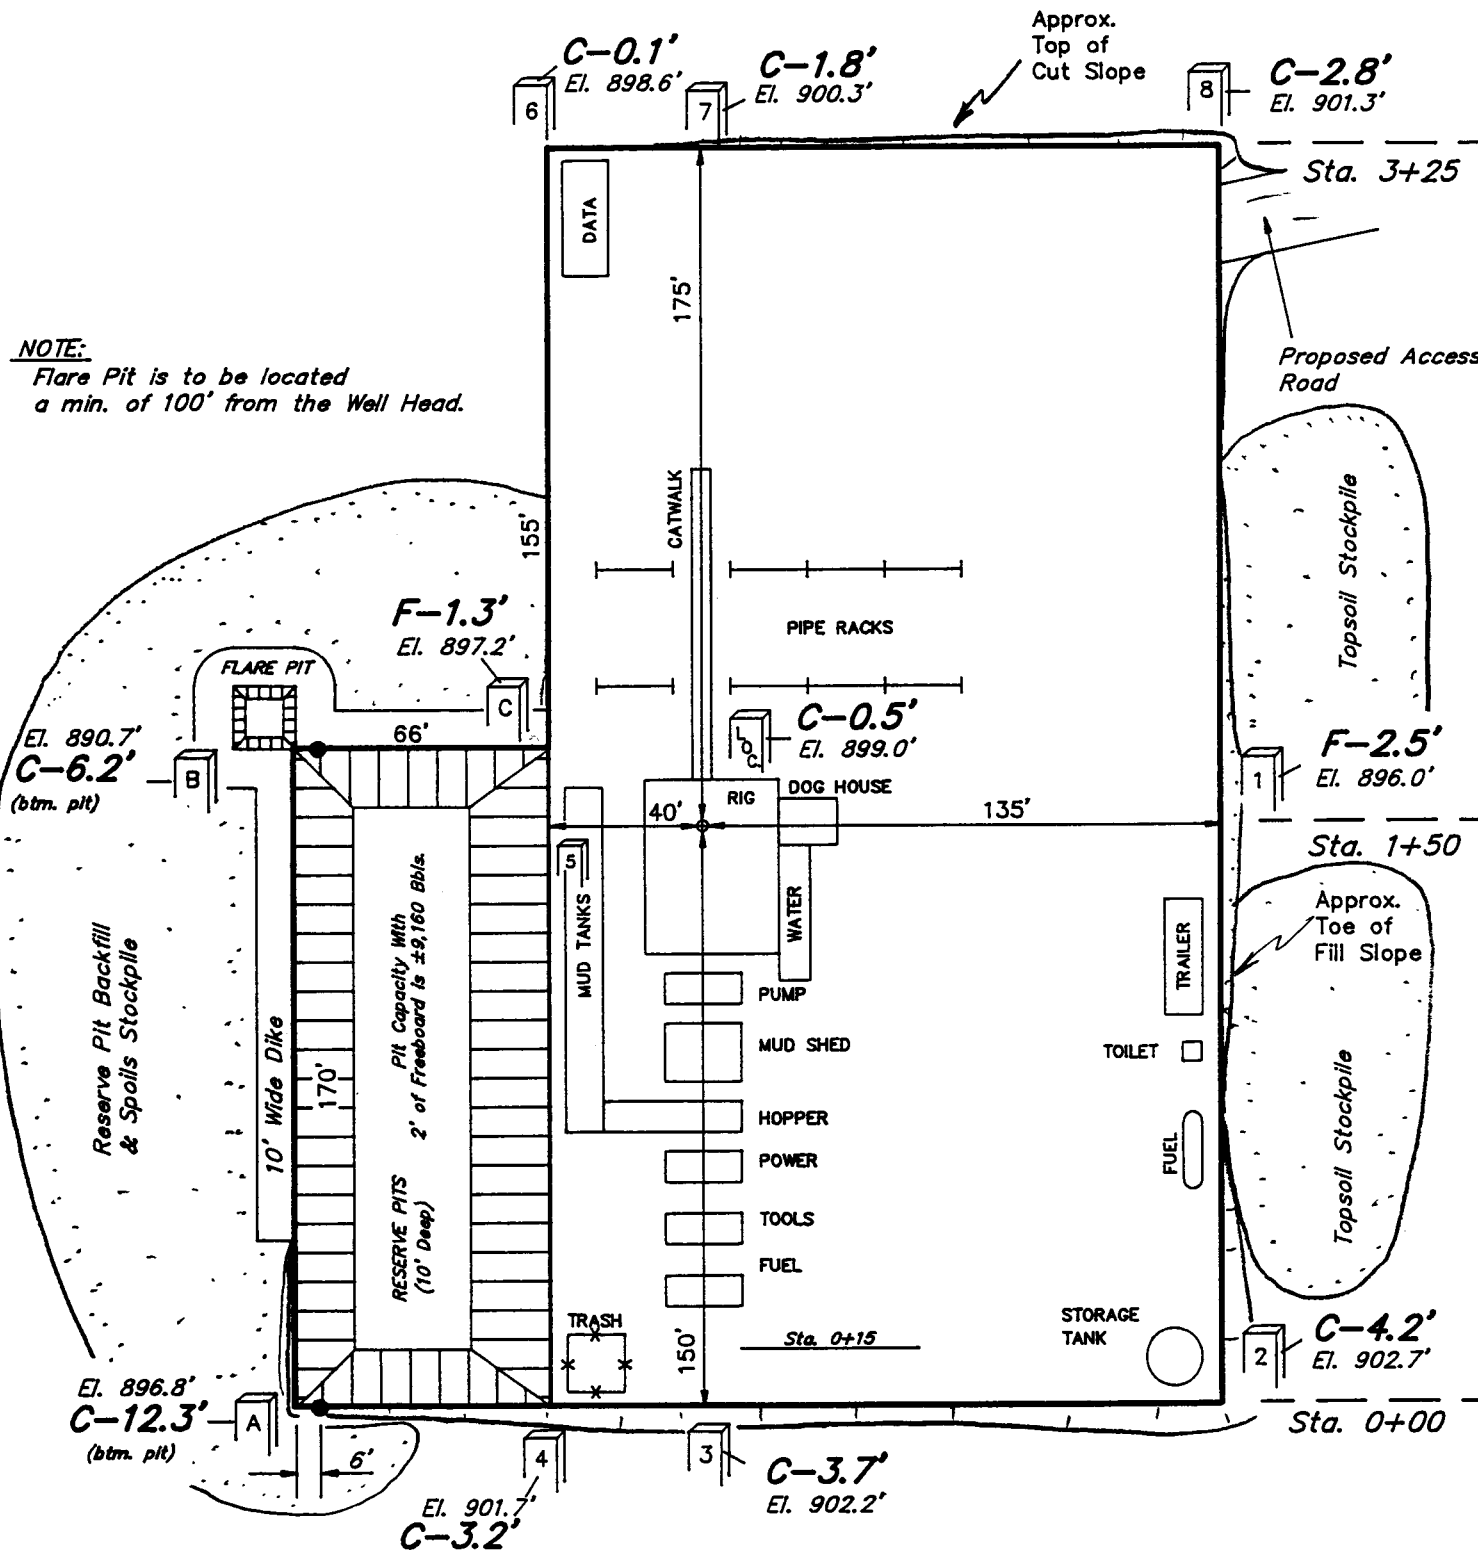 Approx.
Top of
Cut Slope
C-0.1'
El. 898.6'
6
C-1.8'
El. 900.3'
7
C-2.8'
El. 901.3'
8
Sta. 3+25
DATA
175'
NOTE:
Flare Pit is to be located
a min. of 100' from the Well Head.
Proposed Access
Road
CATWALK
155'
Topsoil Stockpile
F-1.3'
El. 897.2'
C
PIPE RACKS
FLARE PIT
66'
El. 890.7'
C-6.2'
(btm. pit)
B
LOC.
C-0.5'
El. 899.0'
RIG
DOG HOUSE
1
F-2.5'
El. 896.0'
40'
135'
Sta. 1+50
5
MUD TANKS
WATER
TRAILER
Approx.
Toe of
Fill Slope
Reserve Pit Backfill
& Spoils Stockpile
10' Wide Dike
170'
Pit Capacity With
2' of Freeboard is ±9,160 Bbls.
RESERVE PITS
(10' Deep)
PUMP
MUD SHED
TOILET
HOPPER
POWER
FUEL
TOOLS
FUEL
Topsoil Stockpile
TRASH
150'
Sta. 0+15
STORAGE
TANK
2
C-4.2'
El. 902.7'
Sta. 0+00
El. 896.8'
C-12.3'
(btm. pit)
A
6'
4
El. 901.7'
C-3.2'
3
C-3.7'
El. 902.2'